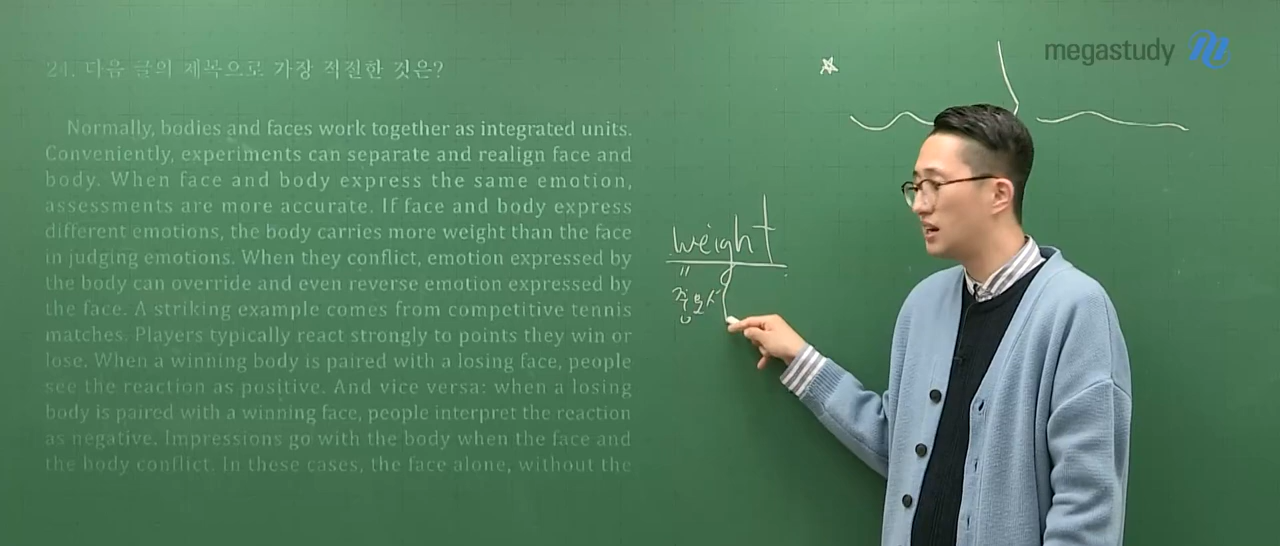 24. 다음 글의 제목으로 가장 적절한 것은?
Normally, bodies and faces work together as integrated units.
Conveniently, experiments can separate and realign face and
body. When face and body express the same emotion,
assessments are more accurate. If face and body express
different emotions, the body carries more weight than the face
in judging emotions. When they conflict, emotion expressed by
the body can override and even reverse emotion expressed by
the face. A striking example comes from competitive tennis
matches. Players typically react strongly to points they win or
lose. When a winning body is paired with a losing face, people
see the reaction as positive. And vice versa: when a losing
body is paired with a winning face, people interpret the reaction
as negative. Impressions go with the body when the face and
the body conflict. In these cases, the face alone, without the
weight
중요시
megastudy